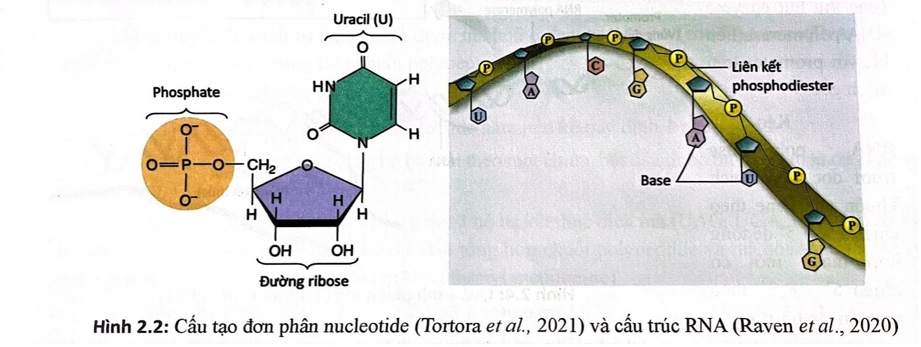 Uracil (U)
Phosphate
O
HN
H
O
N
H
O⁻
O=P—O—CH₂
O⁻
O
H
H
H
H
OH
OH
Đường ribose
U
P
A
P
C
P
G
P
A
P
U
P
G
P
Liên kết
phosphodiester
Base
Hình 2.2: Cấu tạo đơn phân nucleotide (Tortora et al., 2021) và cấu trúc RNA (Raven et al., 2020)